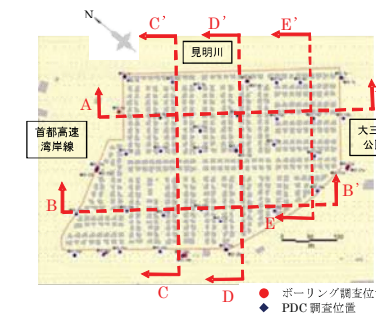 N
C' D' E'
見明川
A
首都高速
湾岸線
大三
公
B B'
E
C D
● ボーリング調査位
◆ PDC 調査位置